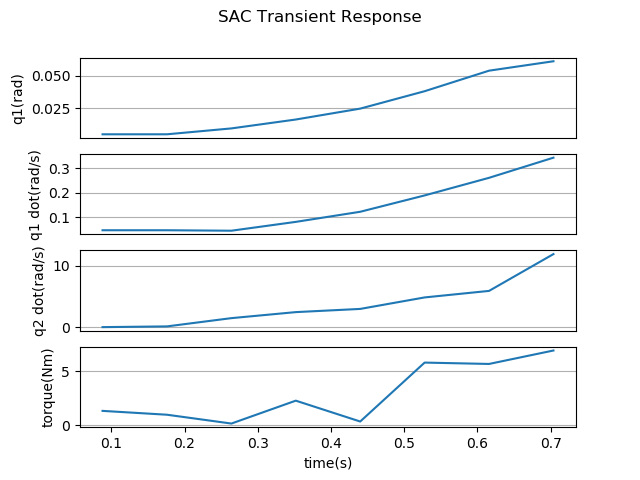 SAC Transient Response
q1(rad)
0.050
0.025
q1 dot(rad/s)
0.3
0.2
0.1
q2 dot(rad/s)
10
0
torque(Nm)
5
0
0.1 0.2 0.3 0.4 0.5 0.6 0.7
time(s)